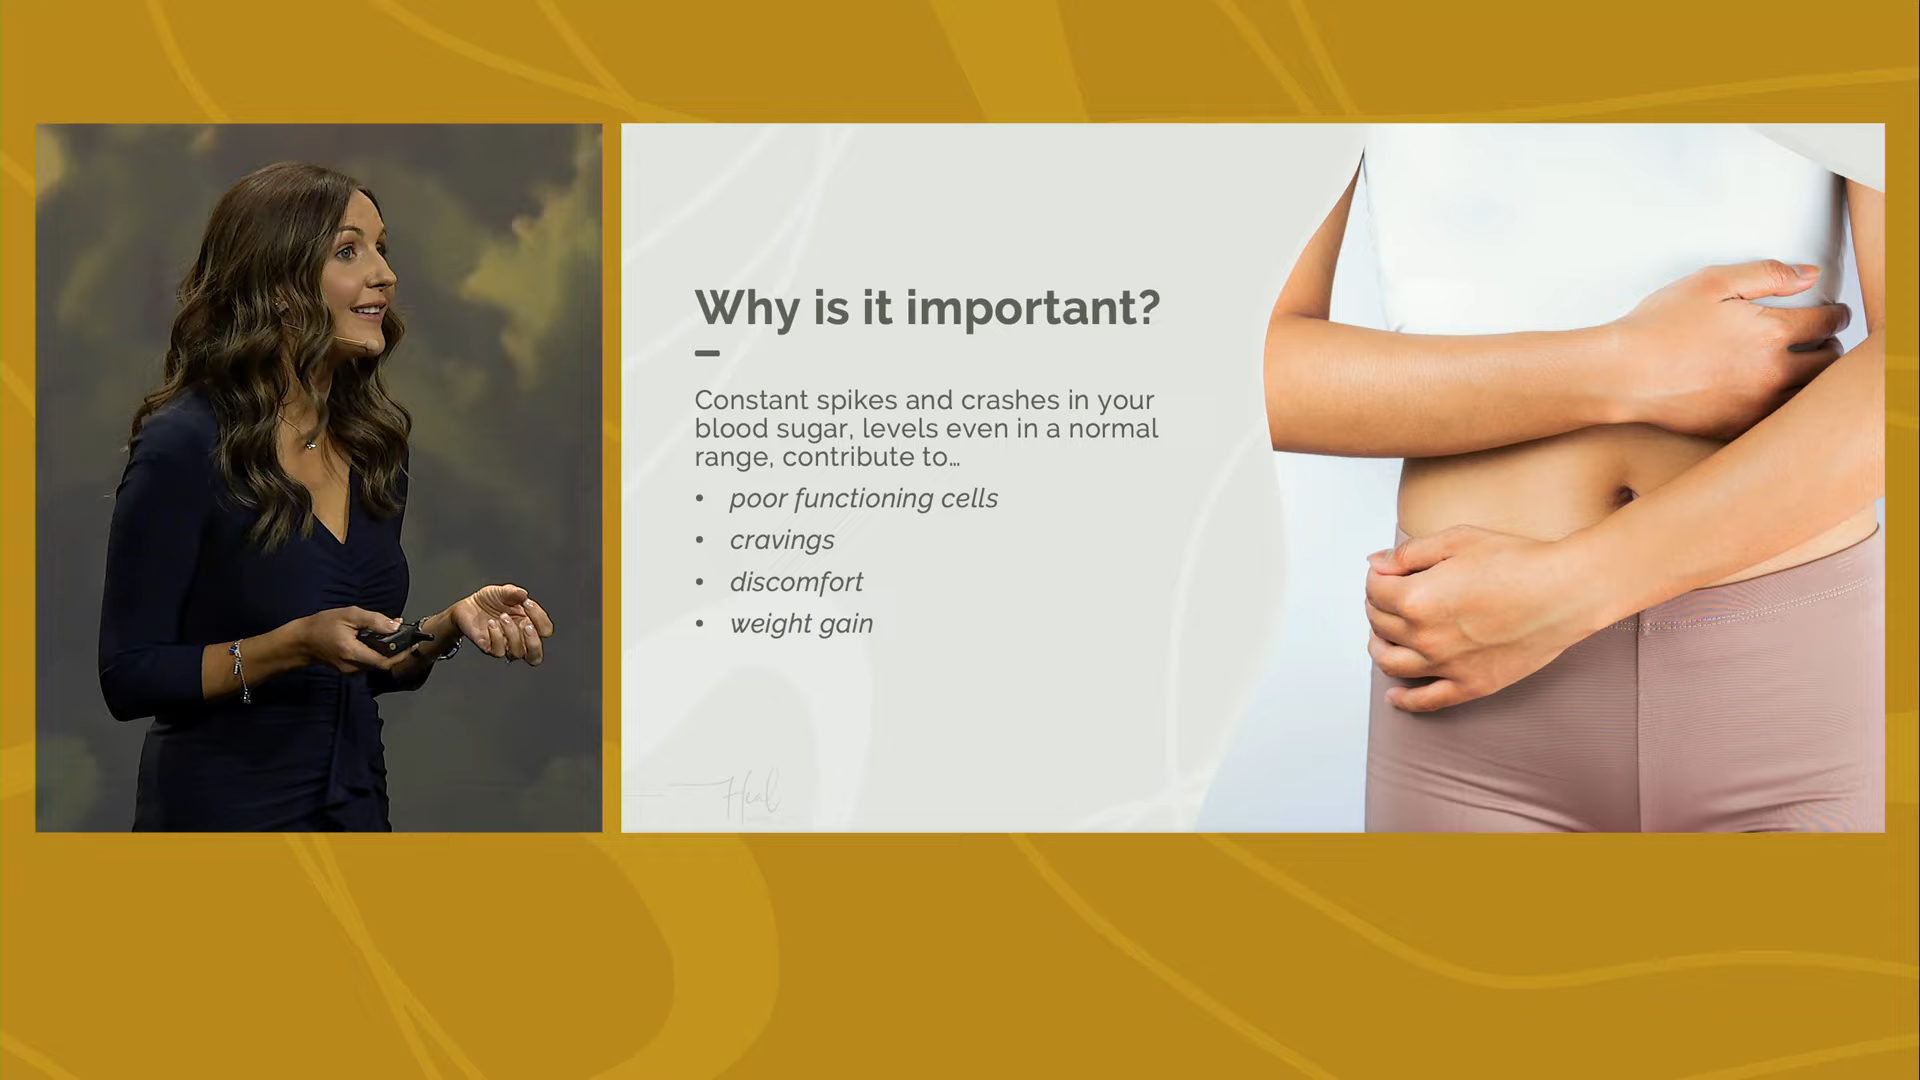 Why is it important?
Constant spikes and crashes in your
blood sugar, levels even in a normal
range, contribute to…
• poor functioning cells
• cravings
• discomfort
• weight gain
Heal